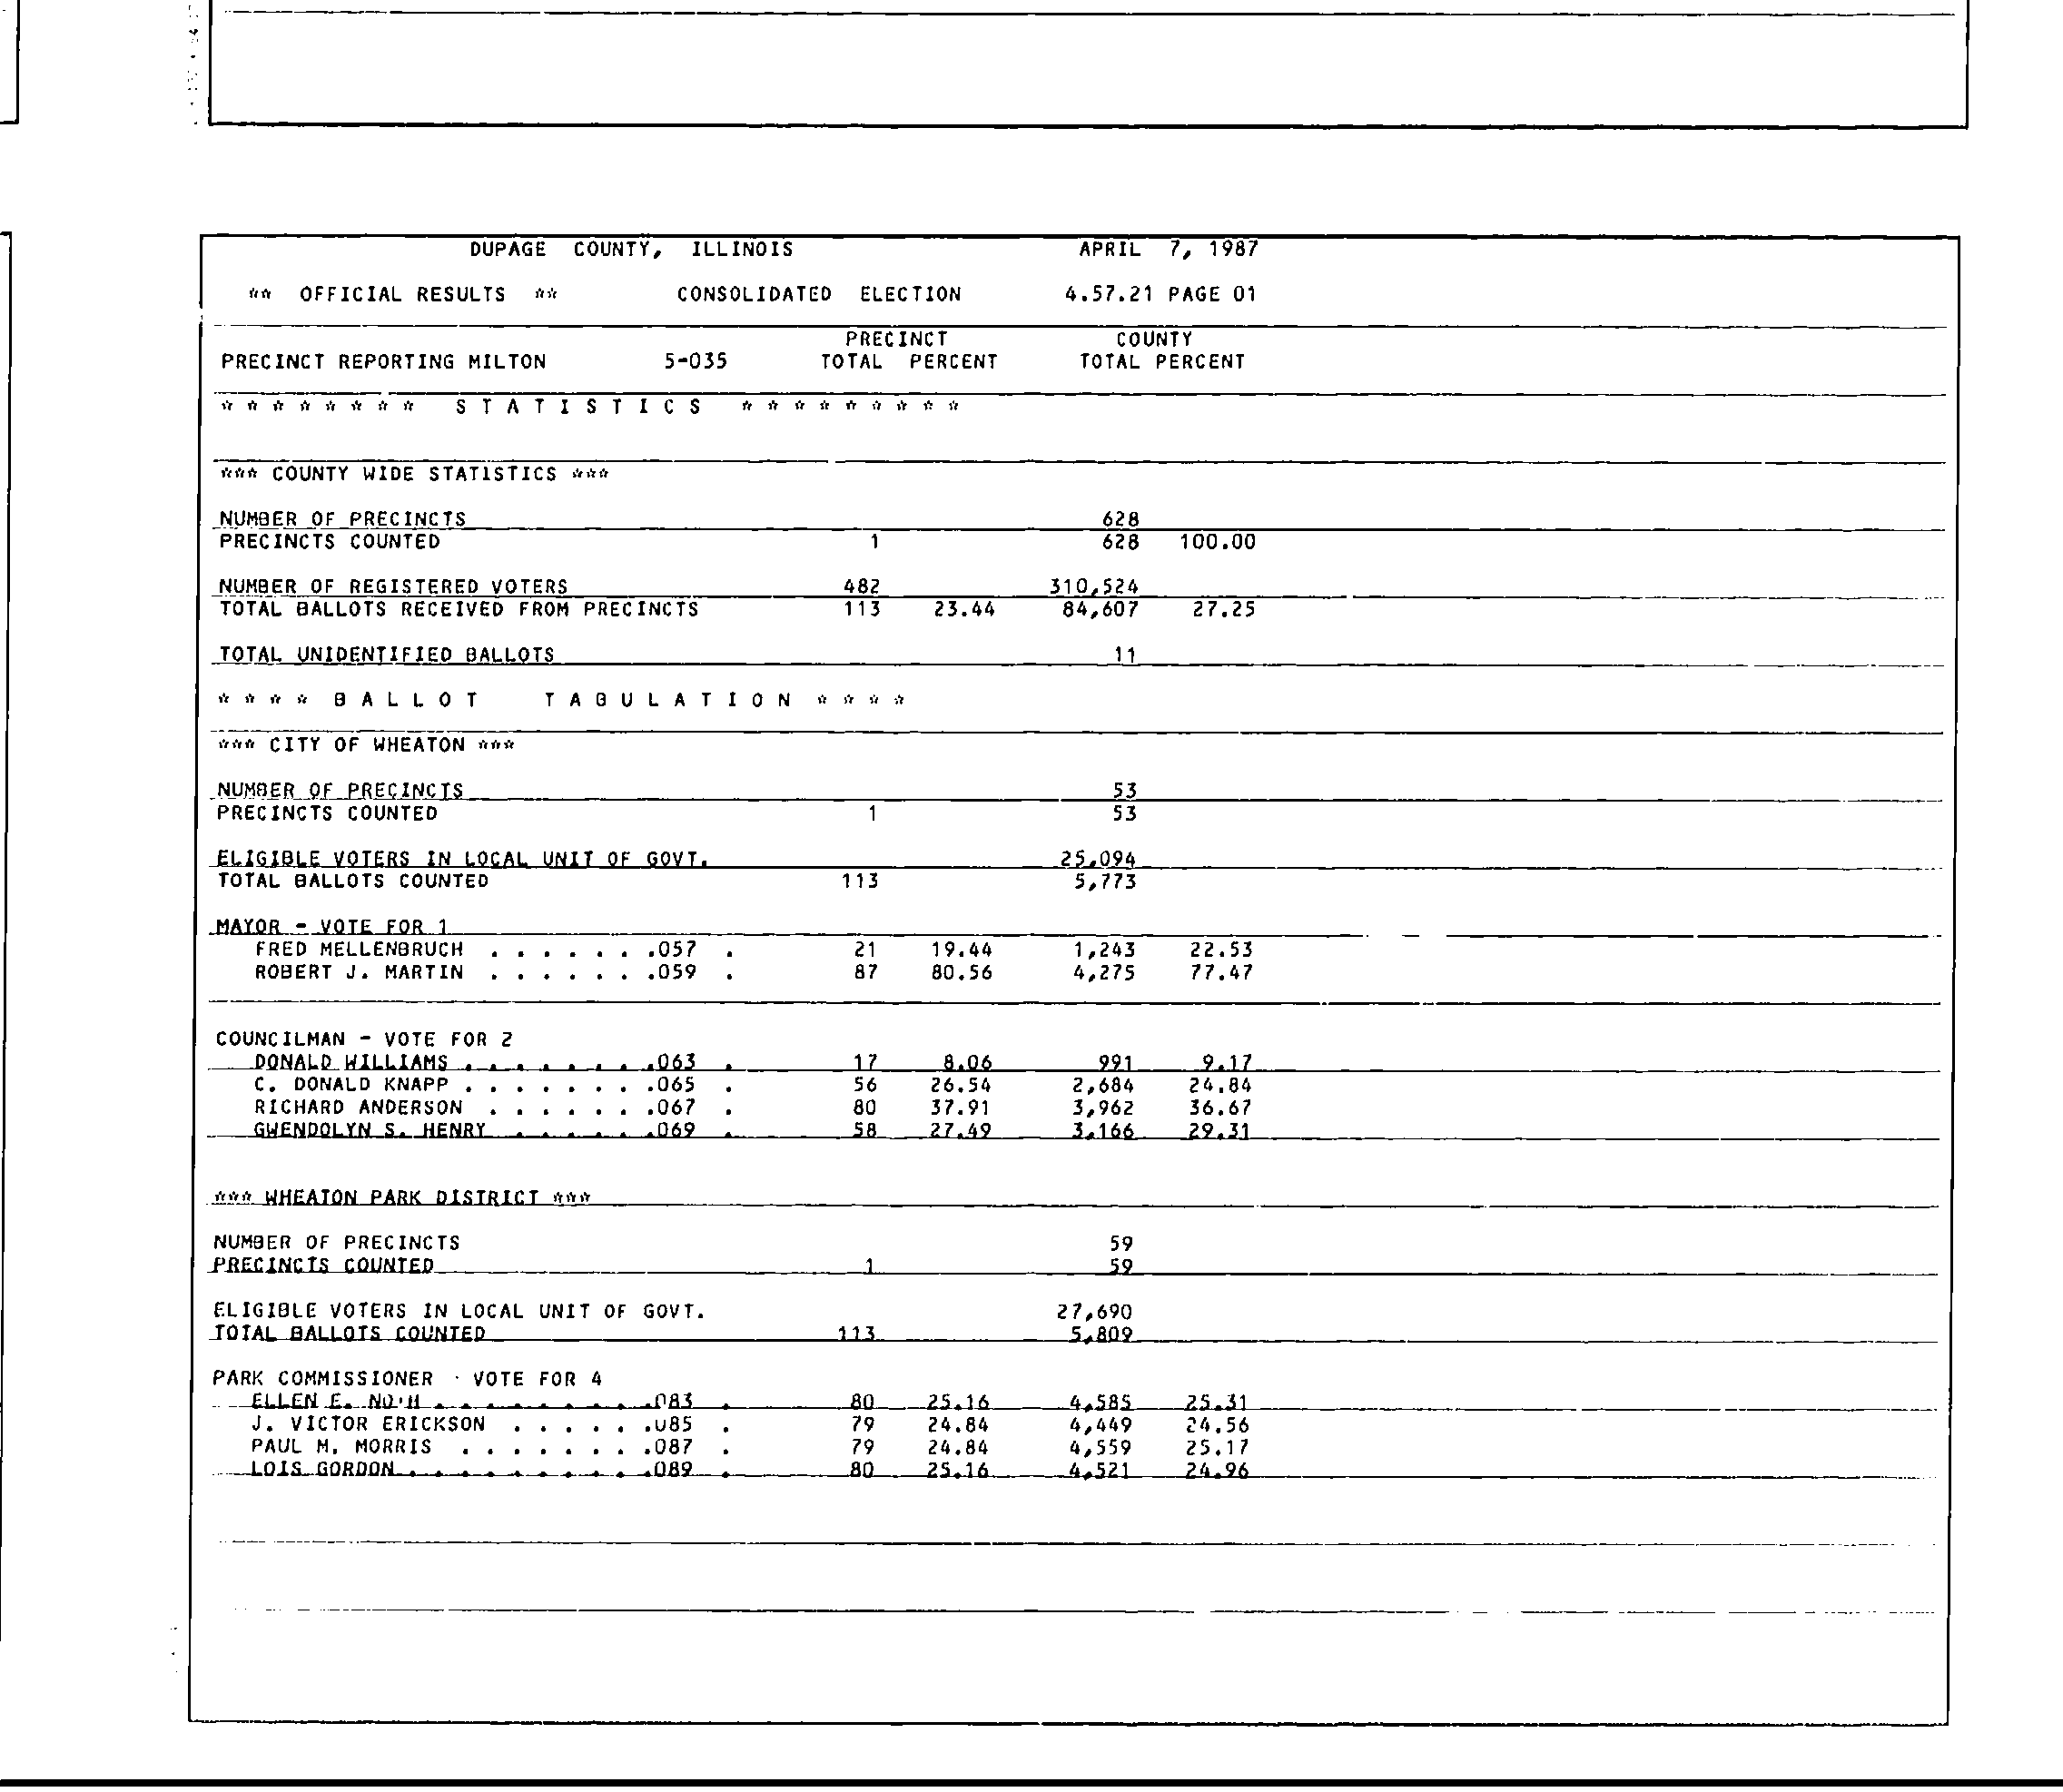 DUPAGE COUNTY, ILLINOIS APRIL 7, 1987
** OFFICIAL RESULTS ** CONSOLIDATED ELECTION 4.57.21 PAGE 01
PRECINCT COUNTY
PRECINCT REPORTING MILTON 5-035 TOTAL PERCENT TOTAL PERCENT
* * * * * * * * S T A T I S T I C S * * * * * * * * *
*** COUNTY WIDE STATISTICS ***
NUMBER OF PRECINCTS 628
PRECINCTS COUNTED 1 628 100.00
NUMBER OF REGISTERED VOTERS 482 310,524
TOTAL BALLOTS RECEIVED FROM PRECINCTS 113 23.44 84,607 27.25
TOTAL UNIDENTIFIED BALLOTS 11
* * * * B A L L O T T A B U L A T I O N * * * *
*** CITY OF WHEATON ***
NUMBER OF PRECINCTS 53
PRECINCTS COUNTED 1 53
ELIGIBLE VOTERS IN LOCAL UNIT OF GOVT. 25,094
TOTAL BALLOTS COUNTED 113 5,773
MAYOR - VOTE FOR 1
FRED MELLENBRUCH . . . . . . .057 . 21 19.44 1,243 22.53
ROBERT J. MARTIN . . . . . . .059 . 87 80.56 4,275 77.47
COUNCILMAN - VOTE FOR 2
DONALD WILLIAMS . . . . . . . .063 . 17 8.06 991 9.17
C. DONALD KNAPP . . . . . . . .065 . 56 26.54 2,684 24.84
RICHARD ANDERSON . . . . . . .067 . 80 37.91 3,962 36.67
GWENDOLYN S. HENRY . . . . . .069 . 58 27.49 3,166 29.31
*** WHEATON PARK DISTRICT ***
NUMBER OF PRECINCTS 59
PRECINCTS COUNTED 1 59
ELIGIBLE VOTERS IN LOCAL UNIT OF GOVT. 27,690
TOTAL BALLOTS COUNTED 113 5,809
PARK COMMISSIONER - VOTE FOR 4
ELLEN E. . . . . . . . . .083 . 80 25.16 4,585 25.31
J. VICTOR ERICKSON . . . . . .085 . 79 24.84 4,449 24.56
PAUL M. MORRIS . . . . . . . .087 . 79 24.84 4,559 25.17
LOIS GORDON . . . . . . . . . .089 . 80 25.16 4,521 24.96